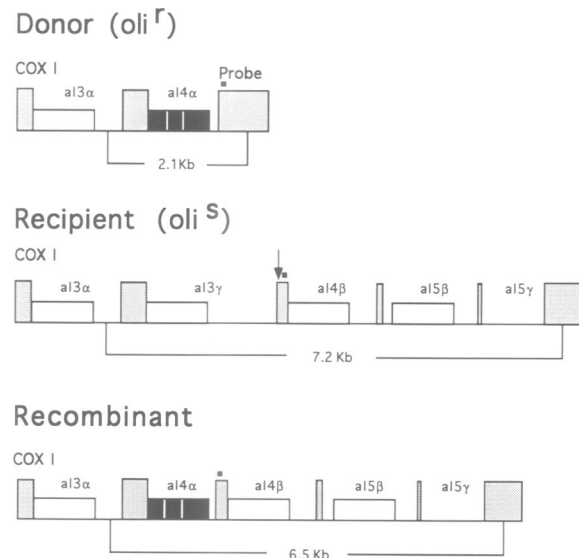 Donor (oli r)
COX I
aI3α aI4α Probe
2.1Kb
Recipient (oli s)
COX I
aI3α aI3γ aI4β aI5β aI5γ
7.2 Kb
Recombinant
COX I
aI3α aI4α aI4β aI5β aI5γ
6.5 Kb